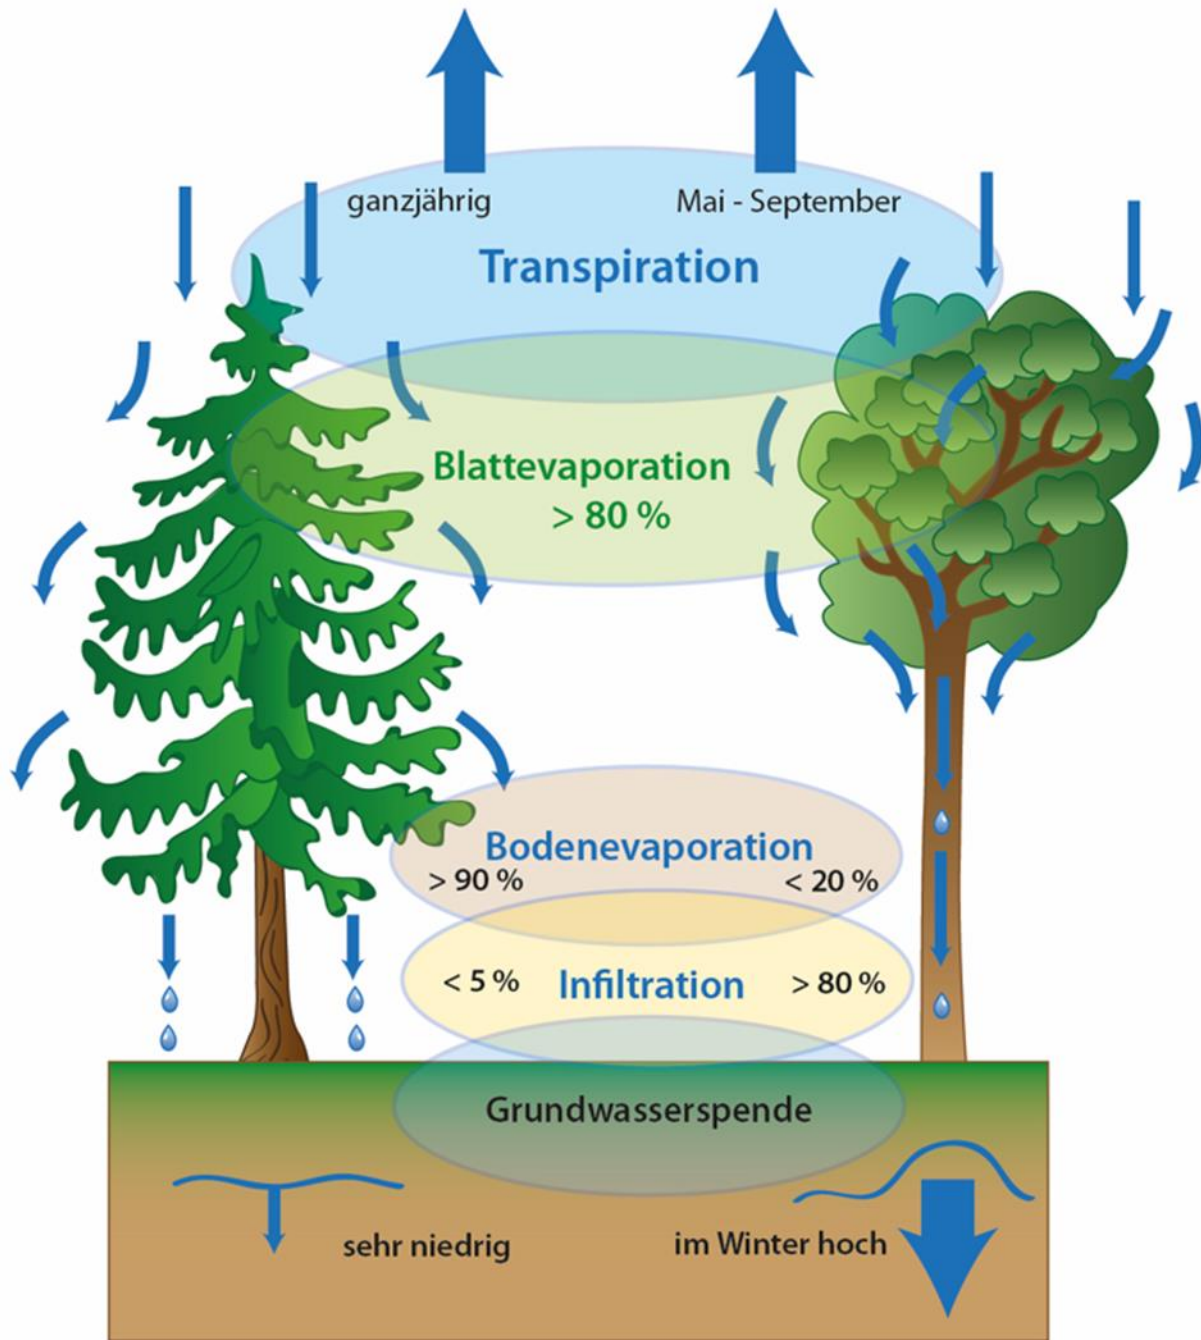 ganzjährig
Mai - September
Transpiration
Blattevaporation
> 80 %
Bodenevaporation
> 90 %
< 20 %
< 5 %
Infiltration
> 80 %
Grundwasserspende
sehr niedrig
im Winter hoch